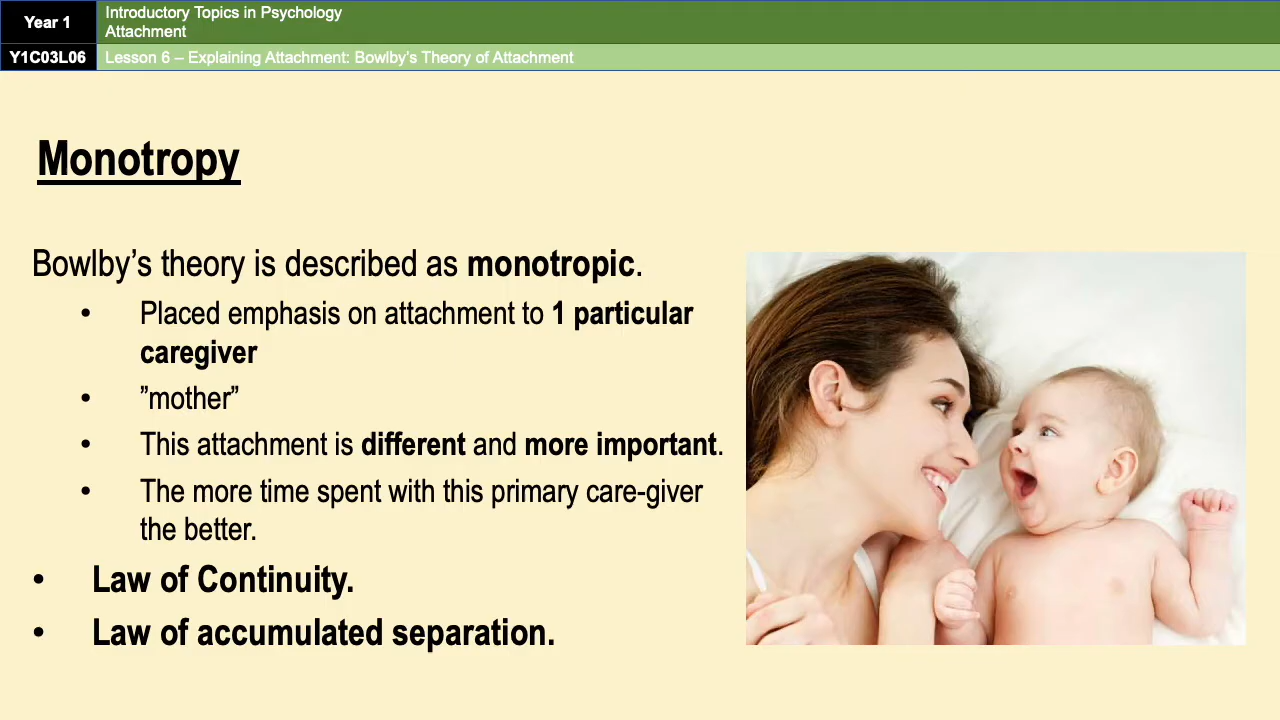 Year 1
Introductory Topics in Psychology
Attachment
Y1C03L06
Lesson 6 – Explaining Attachment: Bowlby's Theory of Attachment
Monotropy
Bowlby's theory is described as monotropic.
• Placed emphasis on attachment to 1 particular
caregiver
• ”mother”
• This attachment is different and more important.
• The more time spent with this primary care-giver
the better.
• Law of Continuity.
• Law of accumulated separation.